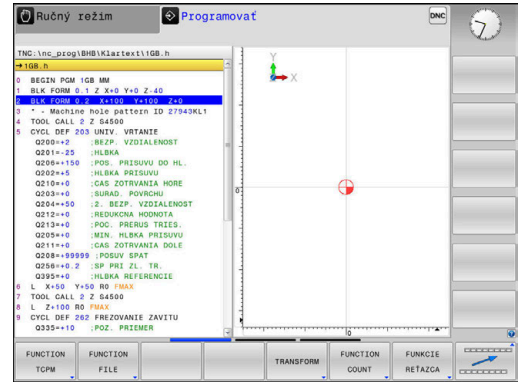 Ručný režim
Programovať
DNC
TNC:\nc_prog\BHB\Klartext\1GB.h
→1GB.h
0 BEGIN PGM 1GB MM
1 BLK FORM 0.1 Z X+0 Y+0 Z-40
2 BLK FORM 0.2 X+100 Y+100 Z+0
3 * - Machine hole pattern ID 27943KL1
4 TOOL CALL 2 Z S4500
5 CYCL DEF 203 UNIV. VRTANIE
Q200=+2 ;BEZP. VZDIALENOST
Q201=-25 ;HLBKA
Q206=+150 ;POS. PRISUVU DO HL.
Q202=+5 ;HLBKA PRISUVU
Q210=+0 ;CAS ZOTRVANIA HORE
Q203=+0 ;SURAD. POVRCHU
Q204=+50 ;2. BEZP. VZDIALENOST
Q212=+0 ;REDUKCNA HODNOTA
Q213=+0 ;POC. PRERUS TRIES.
Q205=+0 ;MIN. HLBKA PRISUVU
Q211=+0 ;CAS ZOTRVANIA DOLE
Q208=+99999 ;POSUV SPAT
Q256=+0.2 ;SP PRI ZL. TR.
Q395=+0 ;HLBKA REFERENCIE
6 L X+50 Y+50 R0 FMAX
7 TOOL CALL 2 Z S4500
8 L Z+100 R0 FMAX
9 CYCL DEF 262 FREZOVANIE ZAVITU
Q335=+10 ;POZ. PRIEMER
Y
X
0
0
FUNCTION TCPM
FUNCTION FILE
TRANSFORM
FUNCTION COUNT
FUNKCIE REŤAZCA